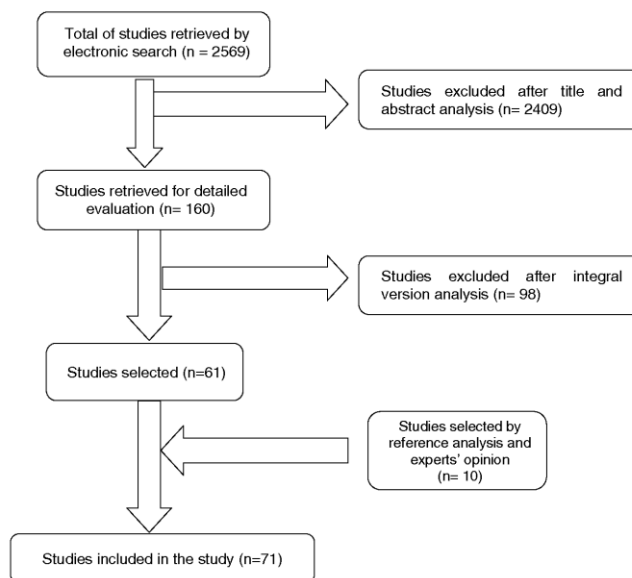 Total of studies retrieved by
electronic search (n = 2569)
Studies excluded after title and
abstract analysis (n= 2409)
Studies retrieved for detailed
evaluation (n= 160)
Studies excluded after integral
version analysis (n= 98)
Studies selected (n=61)
Studies selected by
reference analysis and
experts' opinion
(n= 10)
Studies included in the study (n=71)